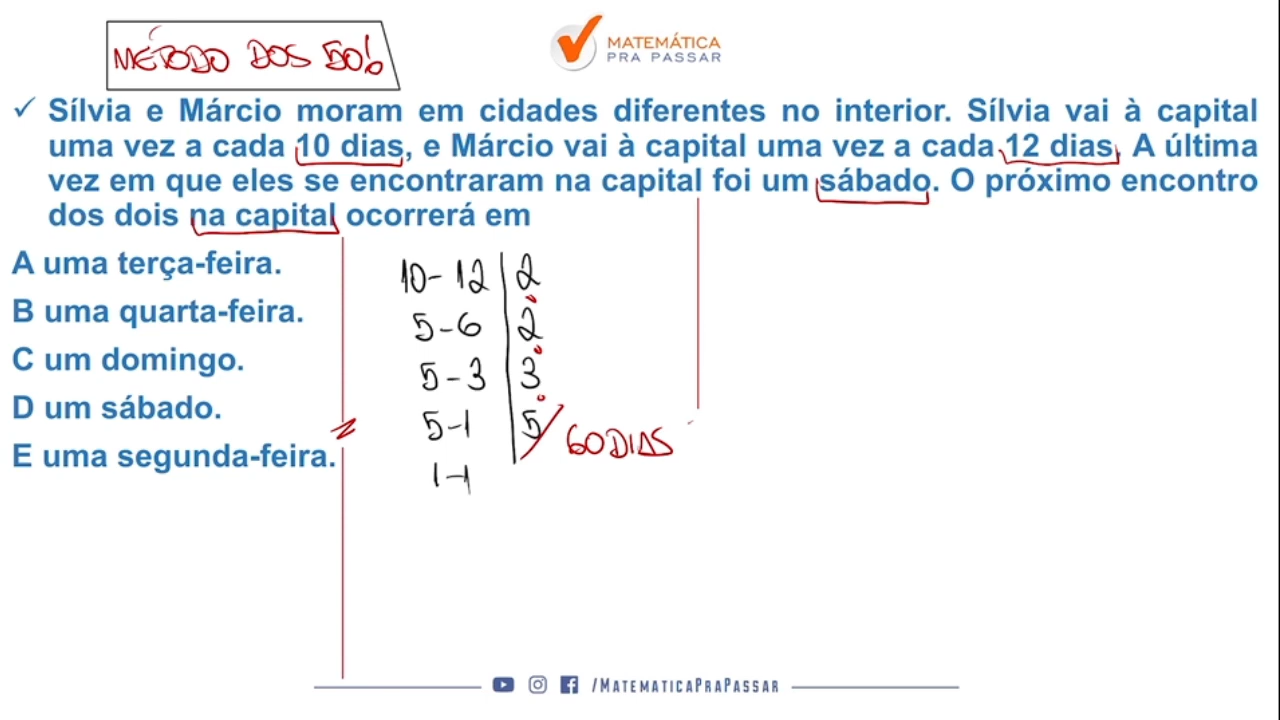 MÉTODO DOS 50!
MATEMÁTICA
PRA PASSAR
✓ Sílvia e Márcio moram em cidades diferentes no interior. Sílvia vai à capital
uma vez a cada 10 dias, e Márcio vai à capital uma vez a cada 12 dias. A última
vez em que eles se encontraram na capital foi um sábado. O próximo encontro
dos dois na capital ocorrerá em
A uma terça-feira.
B uma quarta-feira.
C um domingo.
D um sábado.
E uma segunda-feira.
10-12 | 2
5-6 | 2
5-3 | 3
5-1 | 5
60 DIAS
1-1
/MATEMATICAPRAPASSAR